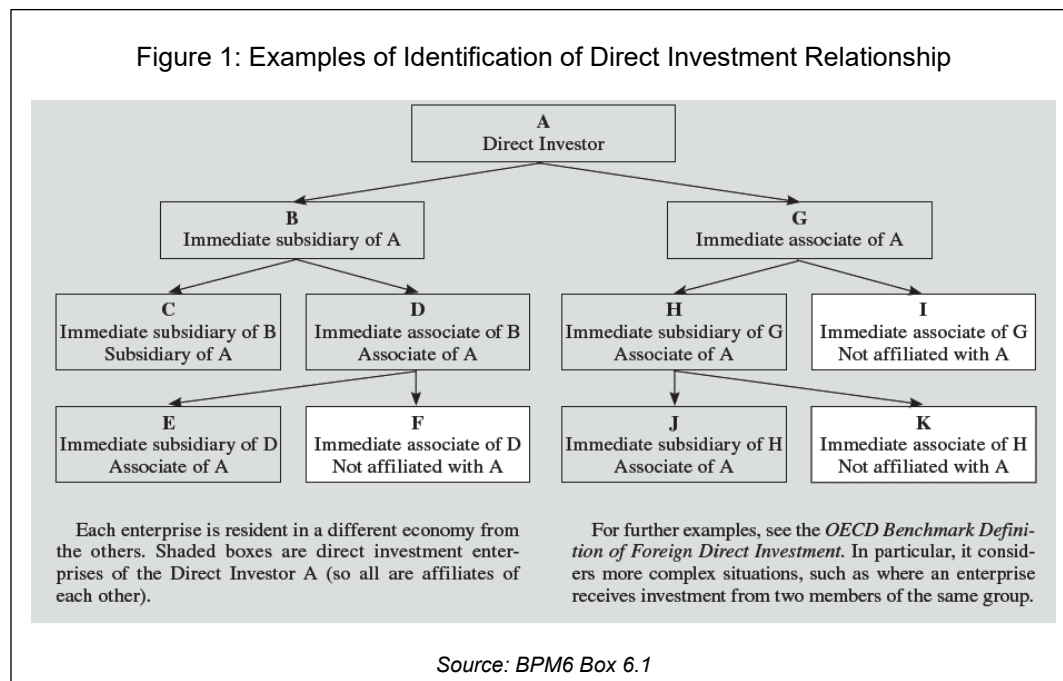 Figure 1: Examples of Identification of Direct Investment Relationship
A
Direct Investor
B
Immediate subsidiary of A
G
Immediate associate of A
C
Immediate subsidiary of B
Subsidiary of A
D
Immediate associate of B
Associate of A
H
Immediate subsidiary of G
Associate of A
I
Immediate associate of G
Not affiliated with A
E
Immediate subsidiary of D
Associate of A
F
Immediate associate of D
Not affiliated with A
J
Immediate subsidiary of H
Associate of A
K
Immediate associate of H
Not affiliated with A
Each enterprise is resident in a different economy from
the others. Shaded boxes are direct investment enter-
prises of the Direct Investor A (so all are affiliates of
each other).
For further examples, see the OECD Benchmark Defini-
tion of Foreign Direct Investment. In particular, it consid-
ers more complex situations, such as where an enterprise
receives investment from two members of the same group.
Source: BPM6 Box 6.1